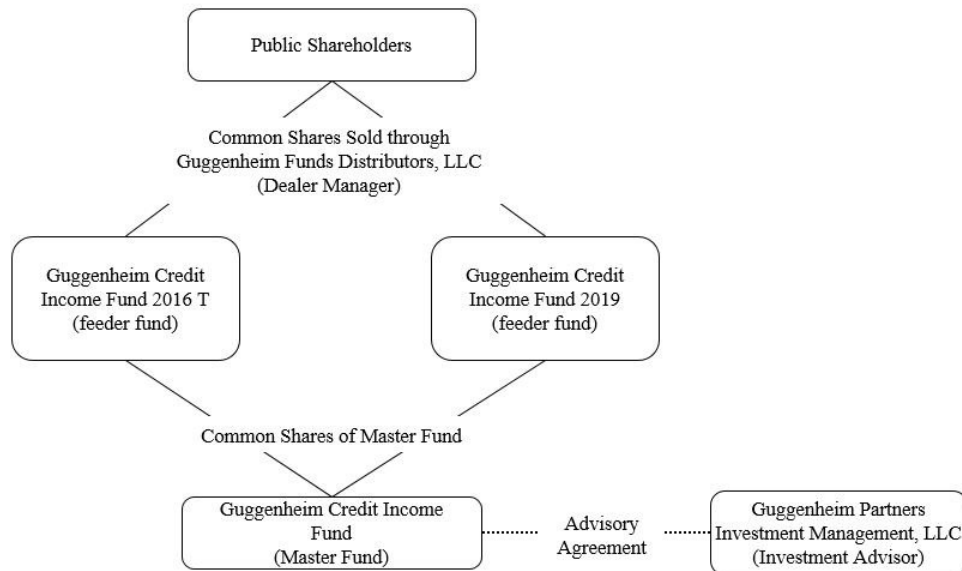 Public Shareholders
Common Shares Sold through
Guggenheim Funds Distributors, LLC
(Dealer Manager)
Guggenheim Credit
Income Fund 2016 T
(feeder fund)
Guggenheim Credit
Income Fund 2019
(feeder fund)
Common Shares of Master Fund
Guggenheim Credit Income
Fund
(Master Fund)
Advisory
Agreement
Guggenheim Partners
Investment Management, LLC
(Investment Advisor)